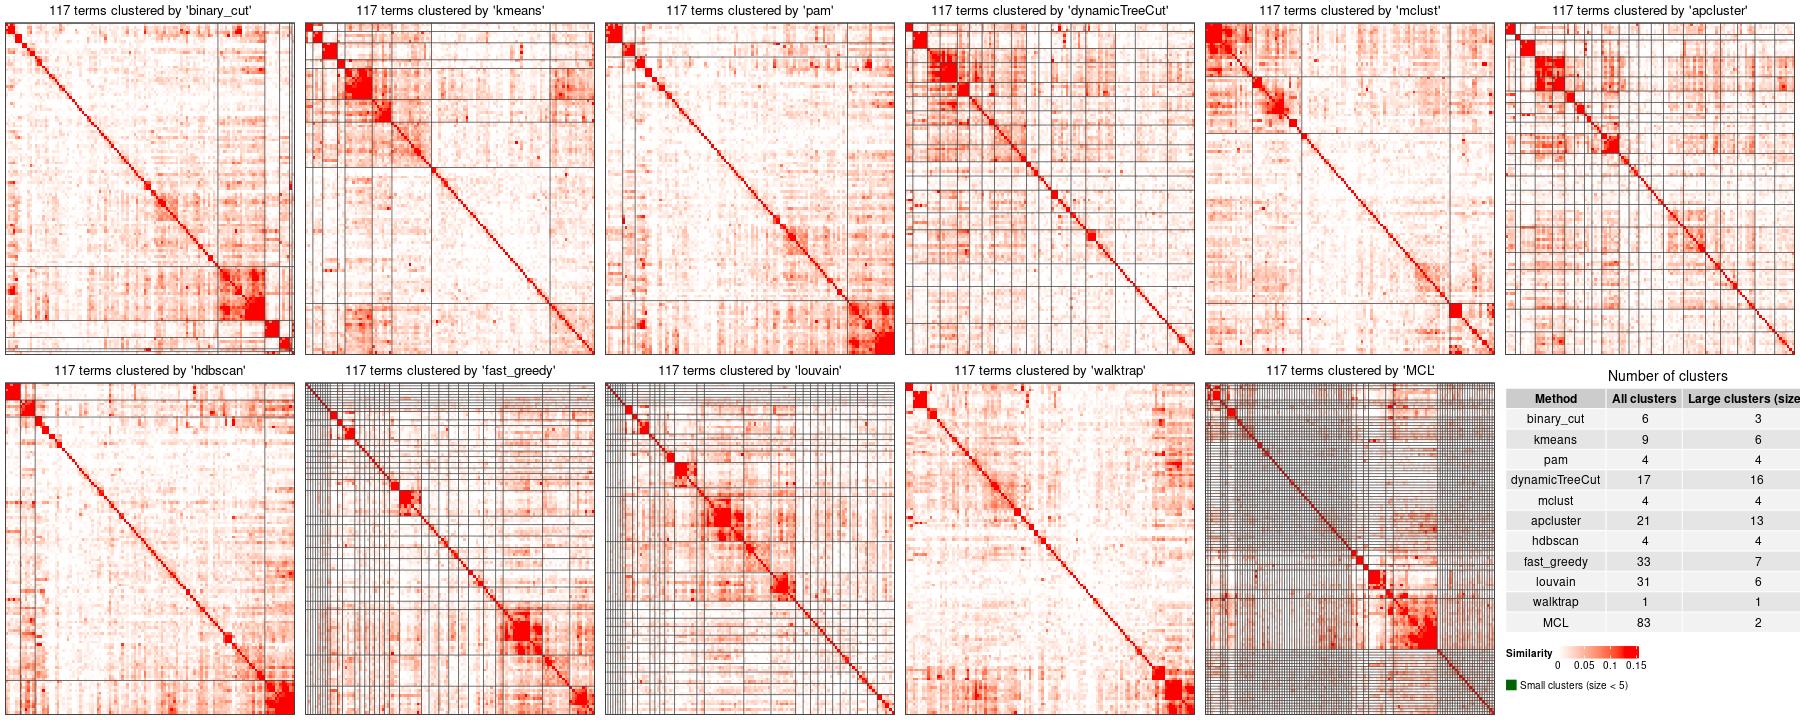 117 terms clustered by 'binary_cut'
117 terms clustered by 'kmeans'
117 terms clustered by 'pam'
117 terms clustered by 'dynamicTreeCut'
117 terms clustered by 'mclust'
117 terms clustered by 'apcluster'
117 terms clustered by 'hdbscan'
117 terms clustered by 'fast_greedy'
117 terms clustered by 'louvain'
117 terms clustered by 'walktrap'
117 terms clustered by 'MCL'
Number of clusters
Method All clusters Large clusters (size
binary_cut 6 3
kmeans 9 6
pam 4 4
dynamicTreeCut 17 16
mclust 4 4
apcluster 21 13
hdbscan 4 4
fast_greedy 33 7
louvain 31 6
walktrap 1 1
MCL 83 2
Similarity
0 0.05 0.1 0.15
Small clusters (size < 5)